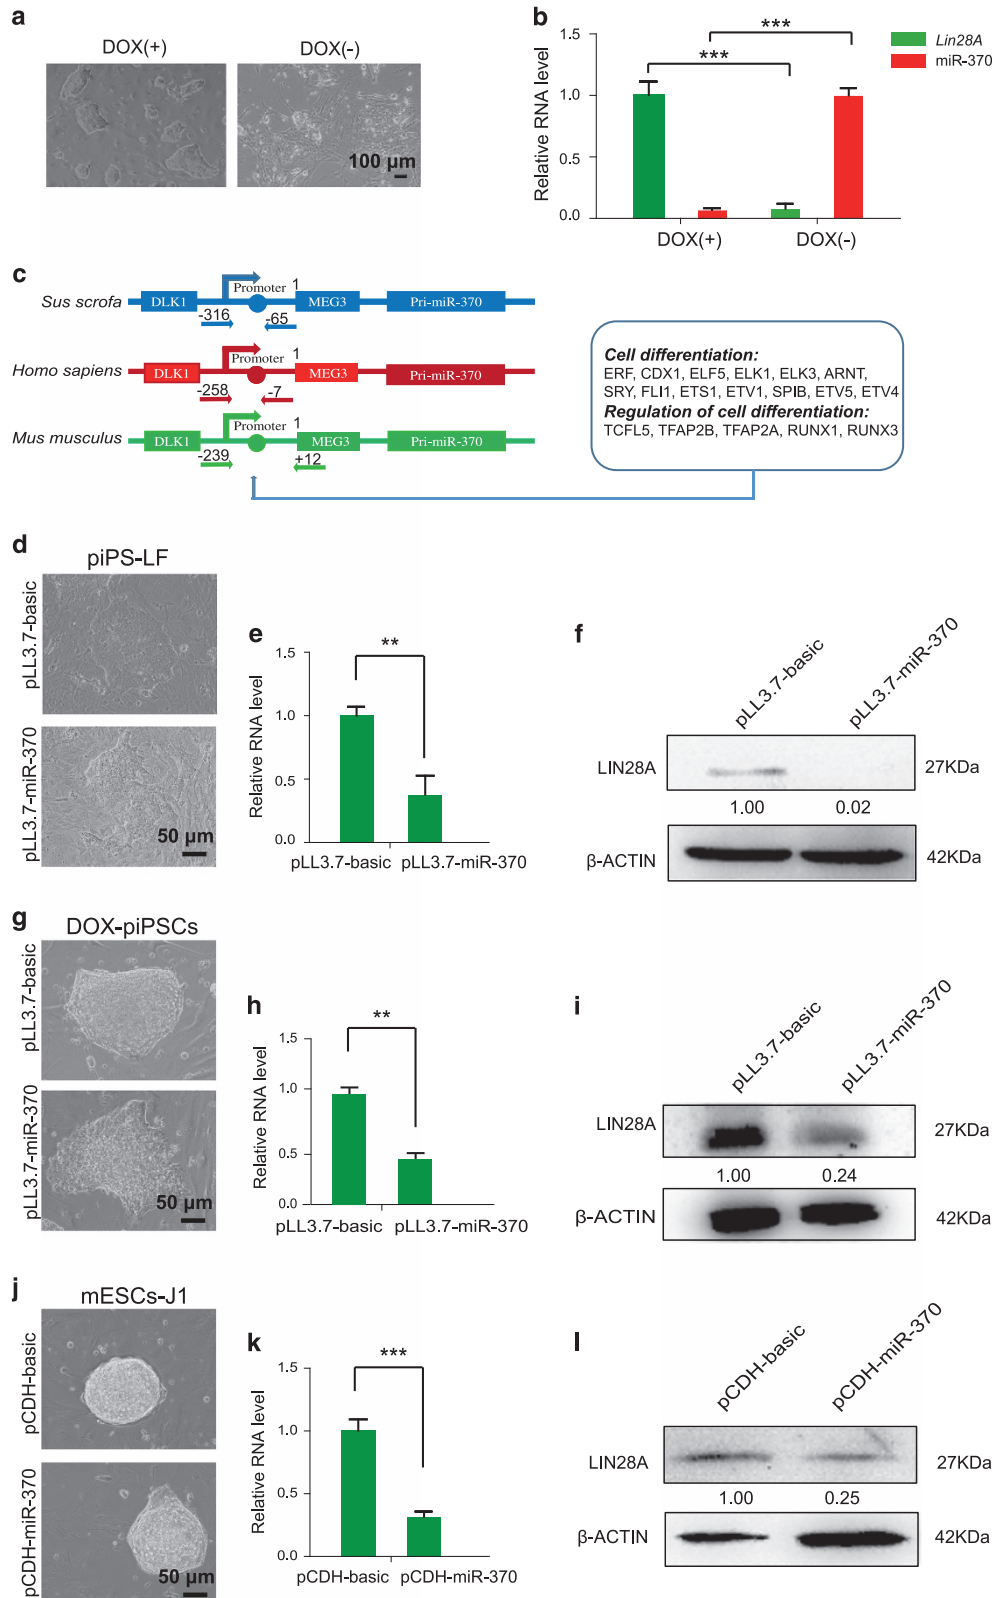 a
DOX(+)
DOX(-)
100 µm
b
Relative RNA level
1.5
1.0
0.5
0.0
***
***
Lin28A
miR-370
DOX(+)
DOX(-)
c
Sus scrofa
DLK1
Promoter
1
MEG3
Pri-miR-370
-316
-65
Homo sapiens
DLK1
Promoter
1
MEG3
Pri-miR-370
-258
-7
Mus musculus
DLK1
Promoter
1
MEG3
Pri-miR-370
-239
+12
Cell differentiation:
ERF, CDX1, ELF5, ELK1, ELK3, ARNT,
SRY, FLI1, ETS1, ETV1, SPIB, ETV5, ETV4
Regulation of cell differentiation:
TCFL5, TFAP2B, TFAP2A, RUNX1, RUNX3
d
piPS-LF
pLL3.7-basic
pLL3.7-miR-370
50 µm
e
Relative RNA level
1.5
1.0
0.5
0.0
**
pLL3.7-basic
pLL3.7-miR-370
f
pLL3.7-basic
pLL3.7-miR-370
LIN28A
27KDa
1.00
0.02
β-ACTIN
42KDa
g
DOX-piPSCs
pLL3.7-basic
pLL3.7-miR-370
50 µm
h
Relative RNA level
1.5
1.0
0.5
0.0
**
pLL3.7-basic
pLL3.7-miR-370
i
pLL3.7-basic
pLL3.7-miR-370
LIN28A
27KDa
1.00
0.24
β-ACTIN
42KDa
j
mESCs-J1
pCDH-basic
pCDH-miR-370
50 µm
k
Relative RNA level
1.5
1.0
0.5
0.0
***
pCDH-basic
pCDH-miR-370
l
pCDH-basic
pCDH-miR-370
LIN28A
27KDa
1.00
0.25
β-ACTIN
42KDa